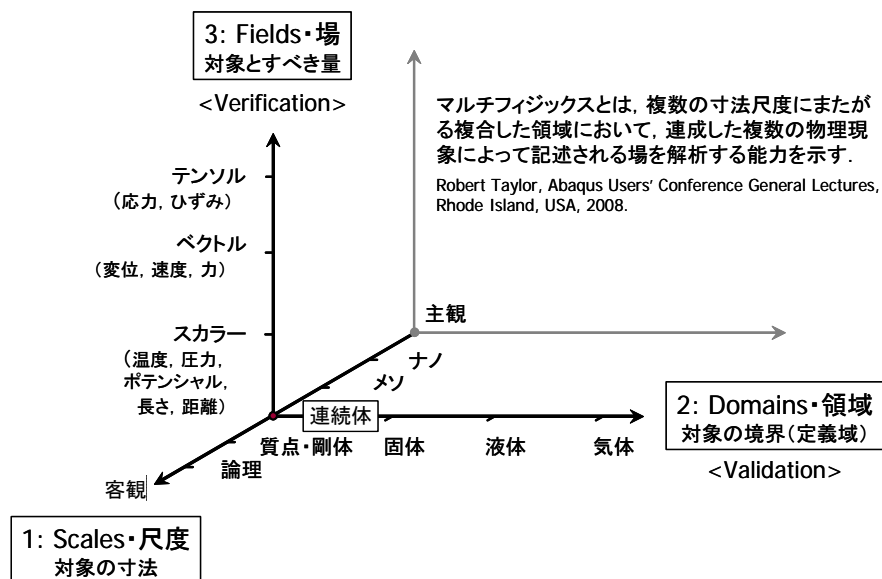 3: Fields・場
対象とすべき量
<Verification>
マルチフィジックスとは, 複数の寸法尺度にまたが
る複合した領域において, 連成した複数の物理現
象によって記述される場を解析する能力を示す.
Robert Taylor, Abaqus Users' Conference General Lectures,
Rhode Island, USA, 2008.
テンソル
(応力, ひずみ)
ベクトル
(変位, 速度, 力)
スカラー
(温度, 圧力,
ポテンシャル,
長さ, 距離)
主観
ナノ
メソ
連続体
質点・剛体
固体
液体
気体
論理
客観
2: Domains・領域
対象の境界(定義域)
<Validation>
1: Scales・尺度
対象の寸法